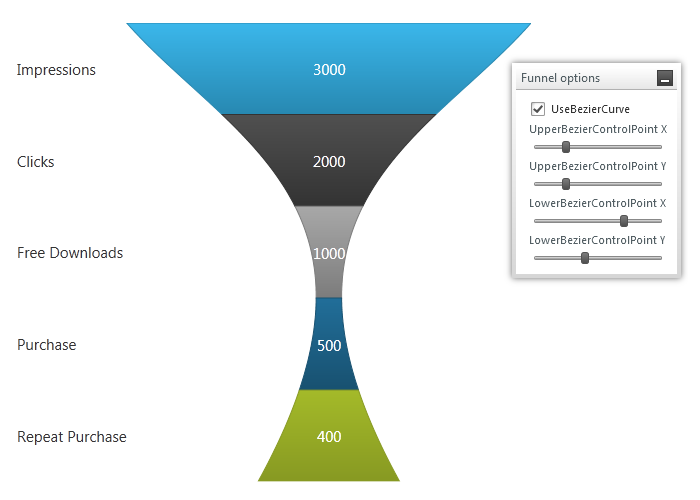 Impressions
3000
Clicks
2000
Free Downloads
1000
Purchase
500
Repeat Purchase
400
Funnel options
UseBezierCurve
UpperBezierControlPoint X
UpperBezierControlPoint Y
LowerBezierControlPoint X
LowerBezierControlPoint Y